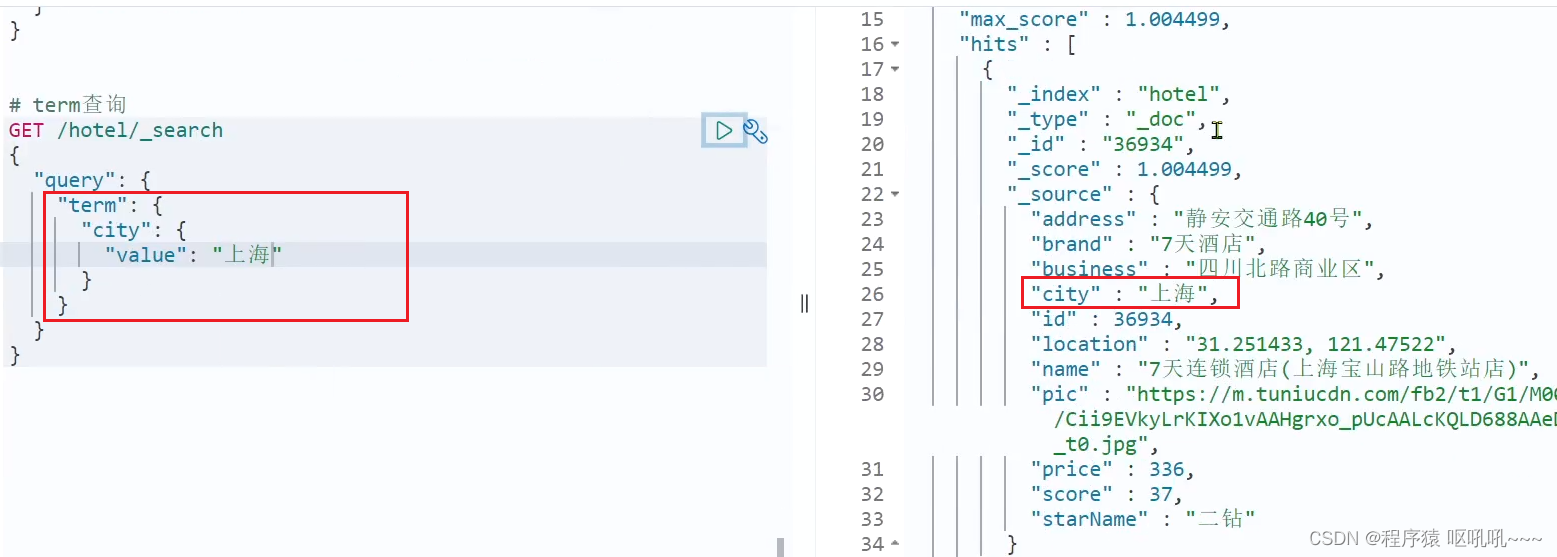 }
# term查询
GET /hotel/_search
{
"query": {
"term": {
"city": {
"value": "上海"
}
}
}
}
15 "max_score" : 1.004499,
16 "hits" : [
17 {
18 "_index" : "hotel",
19 "_type" : "_doc",
20 "_id" : "36934",
21 "_score" : 1.004499,
22 "_source" : {
23 "address" : "静安交通路40号",
24 "brand" : "7天酒店",
25 "business" : "四川北路商业区",
26 "city" : "上海",
27 "id" : 36934,
28 "location" : "31.251433, 121.47522",
29 "name" : "7天连锁酒店(上海宝山路地铁站店)",
30 "pic" : "https://m.tuniucdn.com/fb2/t1/G1/M00
/Cii9EVkyLrKIXo1vAAHgrxo_pUcAALcKQLD688AAeD
_t0.jpg",
31 "price" : 336,
32 "score" : 37,
33 "starName" : "二钻"
34 }
CSDN @程序猿 呕吼吼~~~